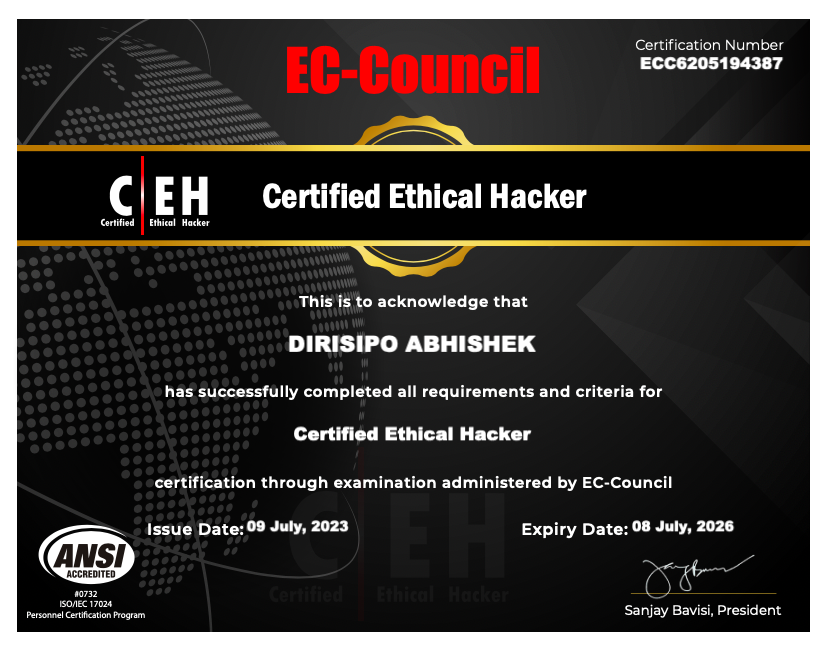 EC-Council
Certification Number
ECC6205194387
C EH
Certified Ethical Hacker
Certified Ethical Hacker
This is to acknowledge that
DIRISIPO ABHISHEK
has successfully completed all requirements and criteria for
Certified Ethical Hacker
certification through examination administered by EC-Council
Issue Date: 09 July, 2023
Expiry Date: 08 July, 2026
C EH
Certified Ethical Hacker
ANSI
ACCREDITED
#0732
ISO/IEC 17024
Personnel Certification Program
Sanjay Bavisi, President